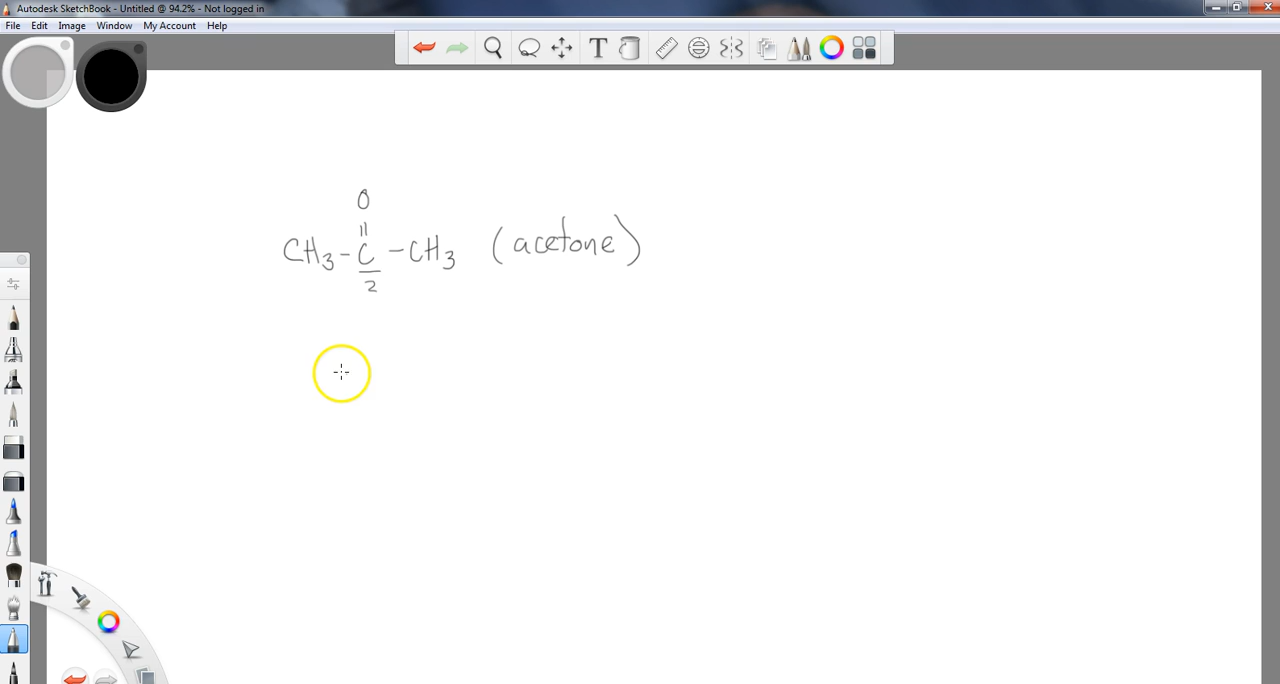 Autodesk SketchBook - Untitled @ 94.2% - Not logged in
File Edit Image Window My Account Help
T
O
||
CH3-C-CH3 (acetone)
2